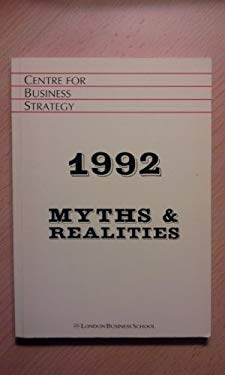 CENTRE FOR
BUSINESS
STRATEGY
1992
MYTHS &
REALITIES
LONDON BUSINESS SCHOOL